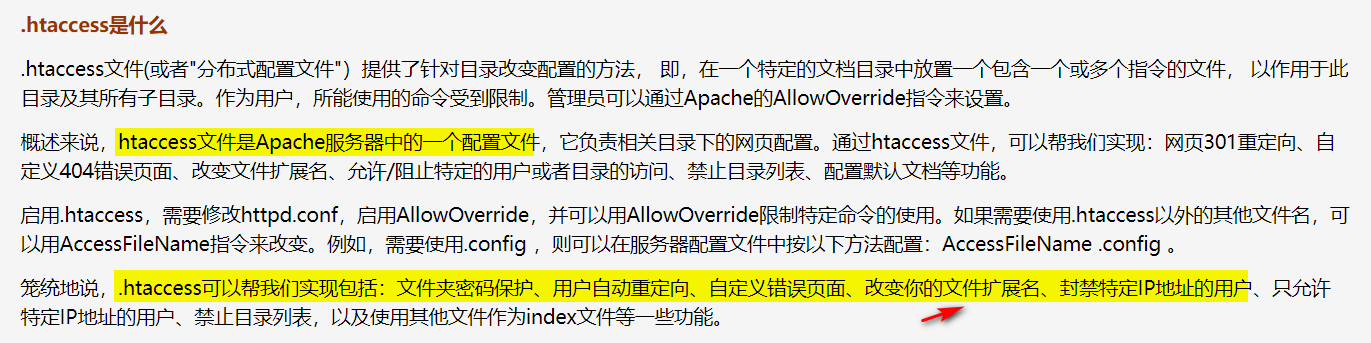 .htaccess是什么
.htaccess文件(或者"分布式配置文件"）提供了针对目录改变配置的方法， 即，在一个特定的文档目录中放置一个包含一个或多个指令的文件， 以作用于此
目录及其所有子目录。作为用户，所能使用的命令受到限制。管理员可以通过Apache的AllowOverride指令来设置。
概述来说，htaccess文件是Apache服务器中的一个配置文件，它负责相关目录下的网页配置。通过htaccess文件，可以帮我们实现：网页301重定向、自
定义404错误页面、改变文件扩展名、允许/阻止特定的用户或者目录的访问、禁止目录列表、配置默认文档等功能。
启用.htaccess，需要修改httpd.conf，启用AllowOverride，并可以用AllowOverride限制特定命令的使用。如果需要使用.htaccess以外的其他文件名，可
以用AccessFileName指令来改变。例如，需要使用.config ，则可以在服务器配置文件中按以下方法配置：AccessFileName .config 。
笼统地说，.htaccess可以帮我们实现包括：文件夹密码保护、用户自动重定向、自定义错误页面、改变你的文件扩展名、封禁特定IP地址的用户、只允许
特定IP地址的用户、禁止目录列表，以及使用其他文件作为index文件等一些功能。